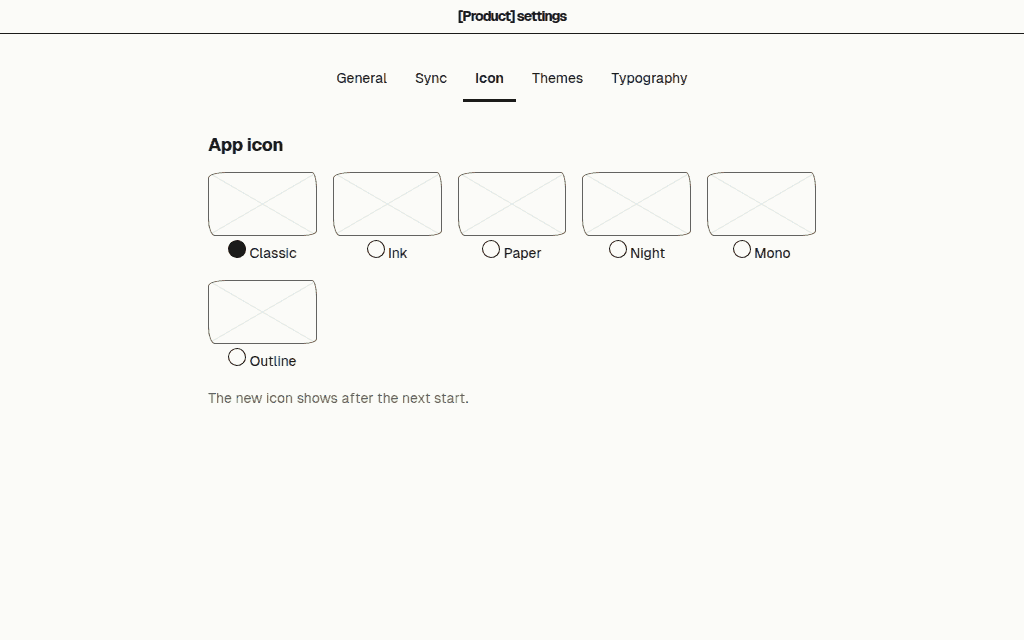 [Product] settings
General Sync Icon Themes Typography
App icon
Classic Ink Paper Night Mono
Outline
The new icon shows after the next start.